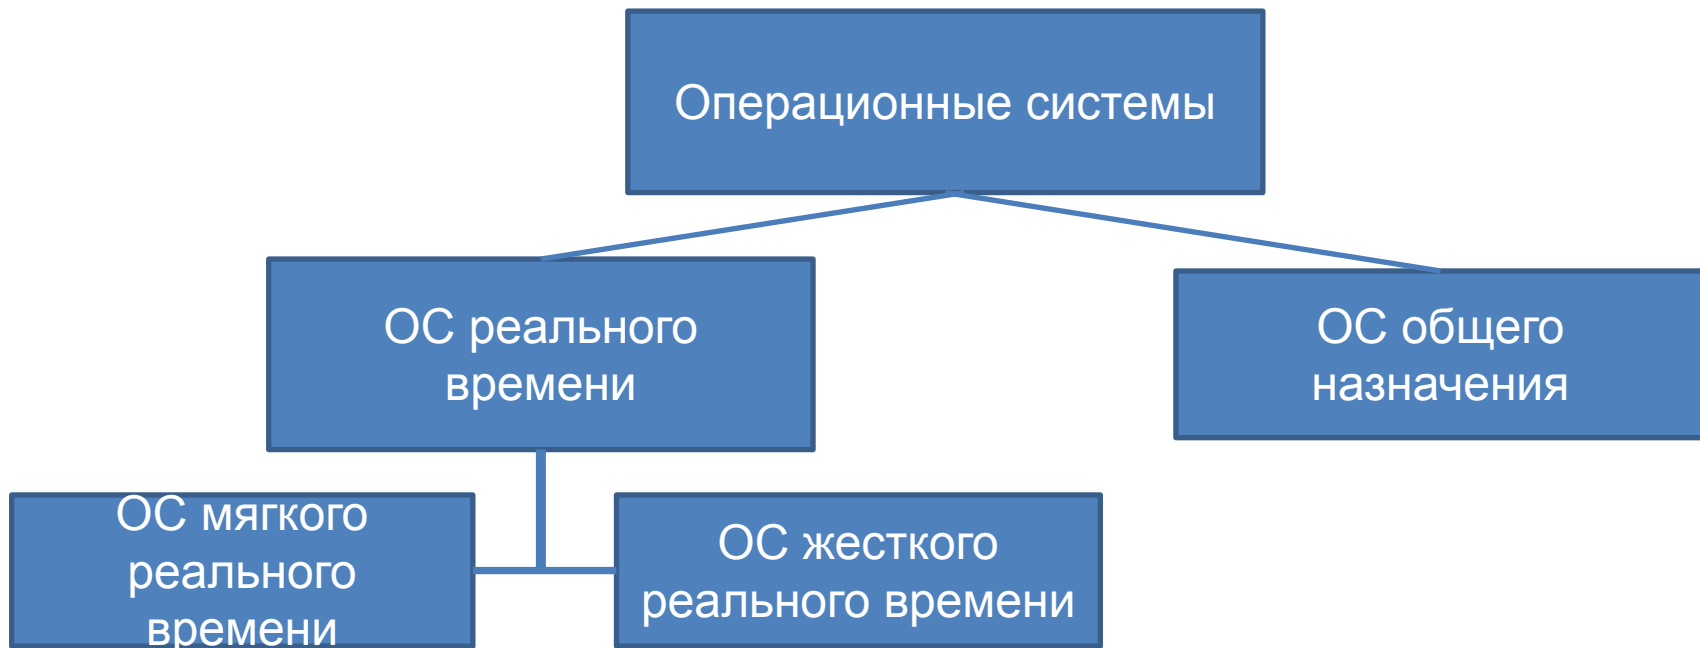 Операционные системы
ОС реального
времени
ОС общего
назначения
ОС мягкого
реального
времени
ОС жесткого
реального времени